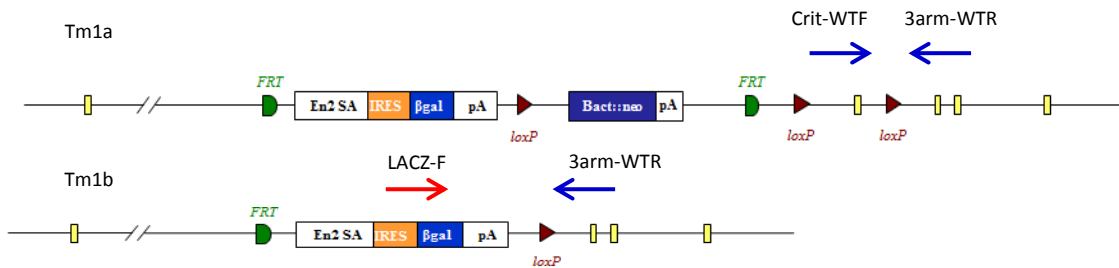 Crit-WTF 3arm-WTR
Tm1a
FRT FRT
En2 SA IRES βgal pA Bact::neo pA
loxP loxP loxP
LACZ-F 3arm-WTR
Tm1b
FRT
En2 SA IRES βgal pA
loxP